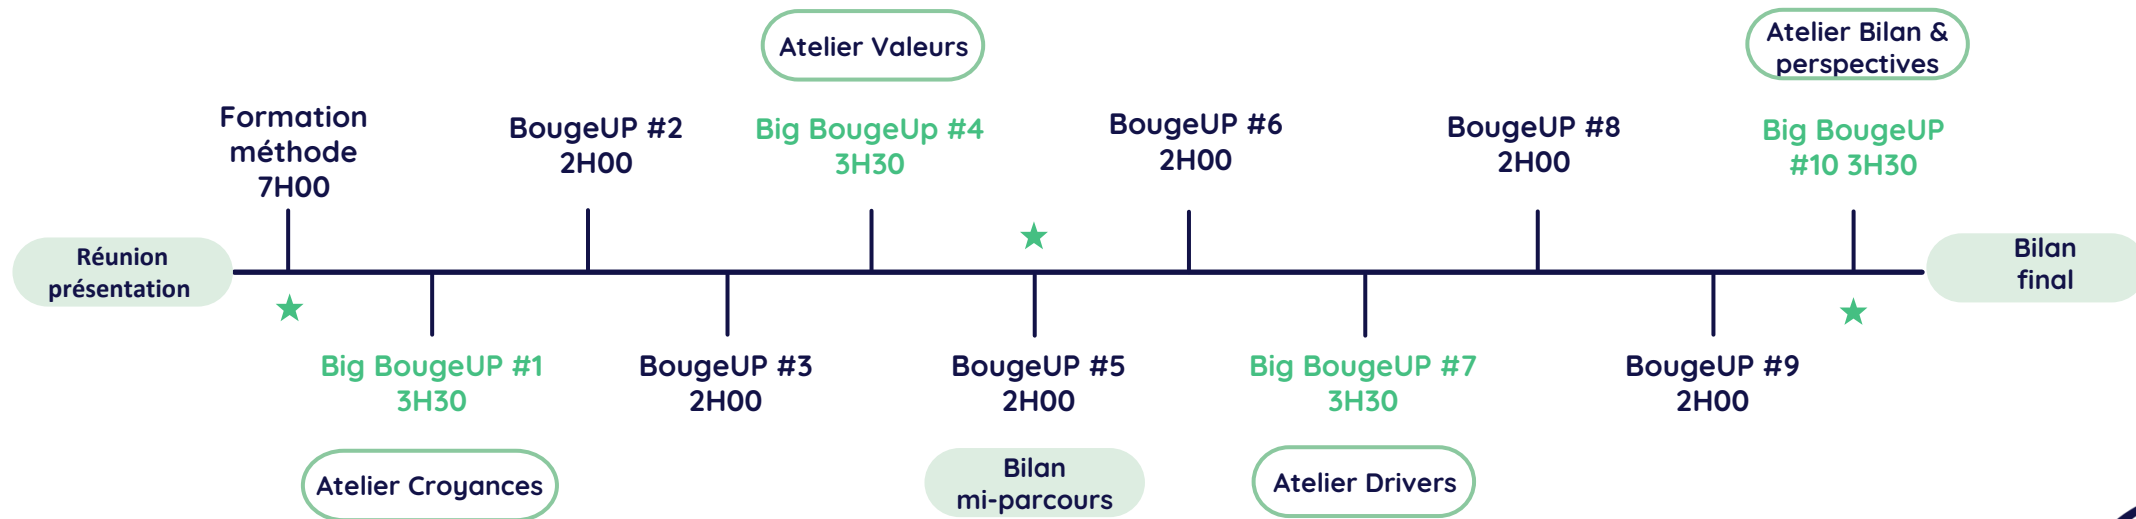 Réunion
présentation
Formation
méthode
7H00
Big BougeUP #1
3H30
Atelier Croyances
BougeUP #2
2H00
BougeUP #3
2H00
Atelier Valeurs
Big BougeUp #4
3H30
BougeUP #5
2H00
Bilan
mi-parcours
BougeUP #6
2H00
Big BougeUP #7
3H30
Atelier Drivers
BougeUP #8
2H00
BougeUP #9
2H00
Atelier Bilan &
perspectives
Big BougeUP
#10 3H30
Bilan
final